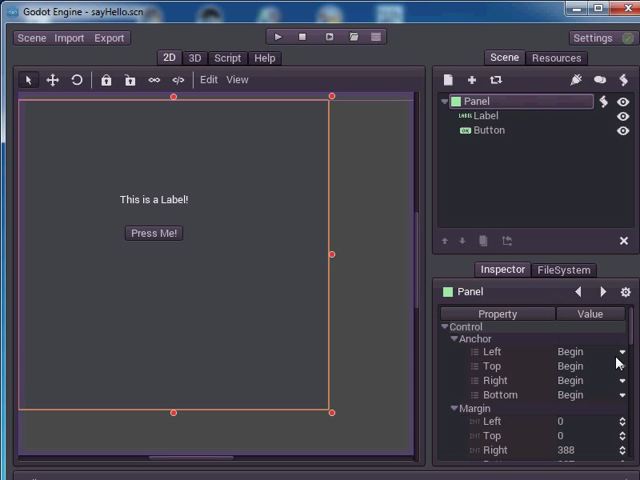 Godot Engine - sayHello.scn
Scene Import Export
Settings
2D 3D Script Help
Scene Resources
Edit View
Panel
LABEL Label
Button
This is a Label!
Press Me!
Inspector FileSystem
Panel
Property Value
Control
Anchor
Left Begin
Top Begin
Right Begin
Bottom Begin
Margin
Left 0
Top 0
Right 388